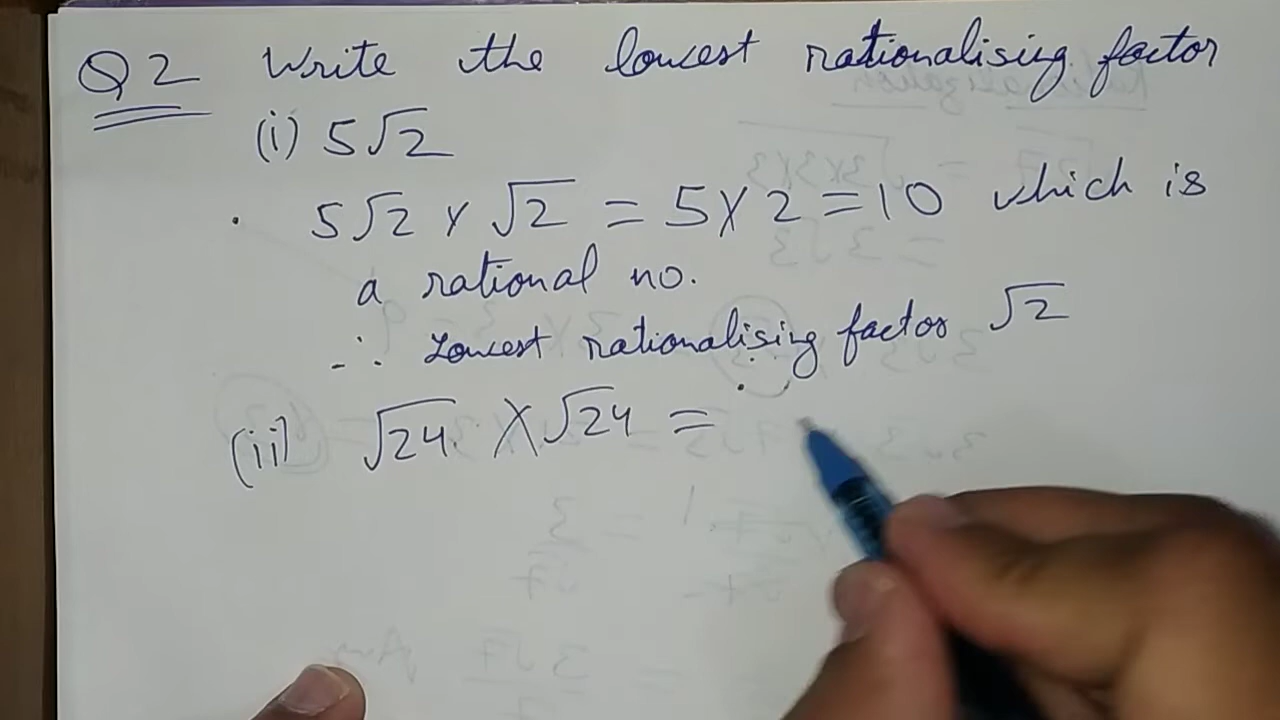 Q2 Write the lowest rationalising factor
(i) 5√2
5√2 × √2 = 5×2 = 10 which is
a rational no.
∴ Lowest rationalising factor √2
(ii) √24 × √24 =